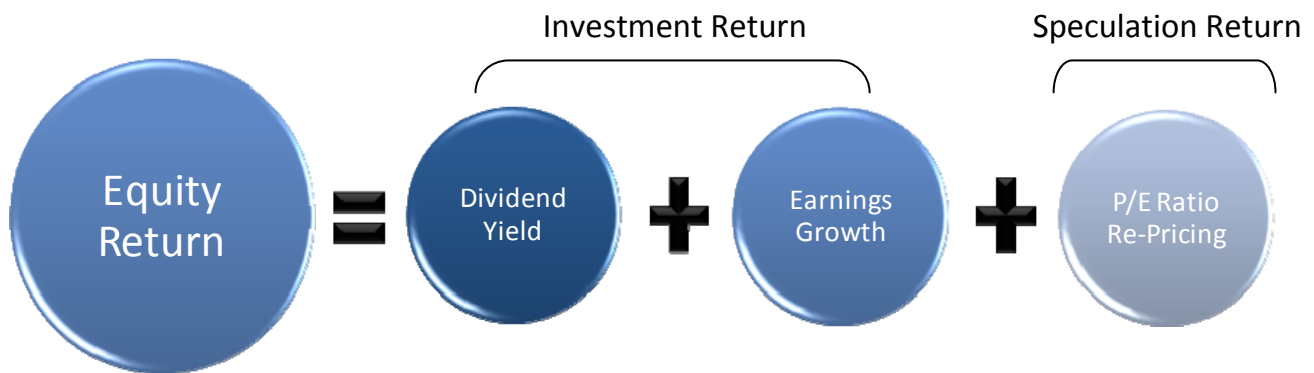 Investment Return
Speculation Return
Equity
Return
Dividend
Yield
Earnings
Growth
P/E Ratio
Re-Pricing